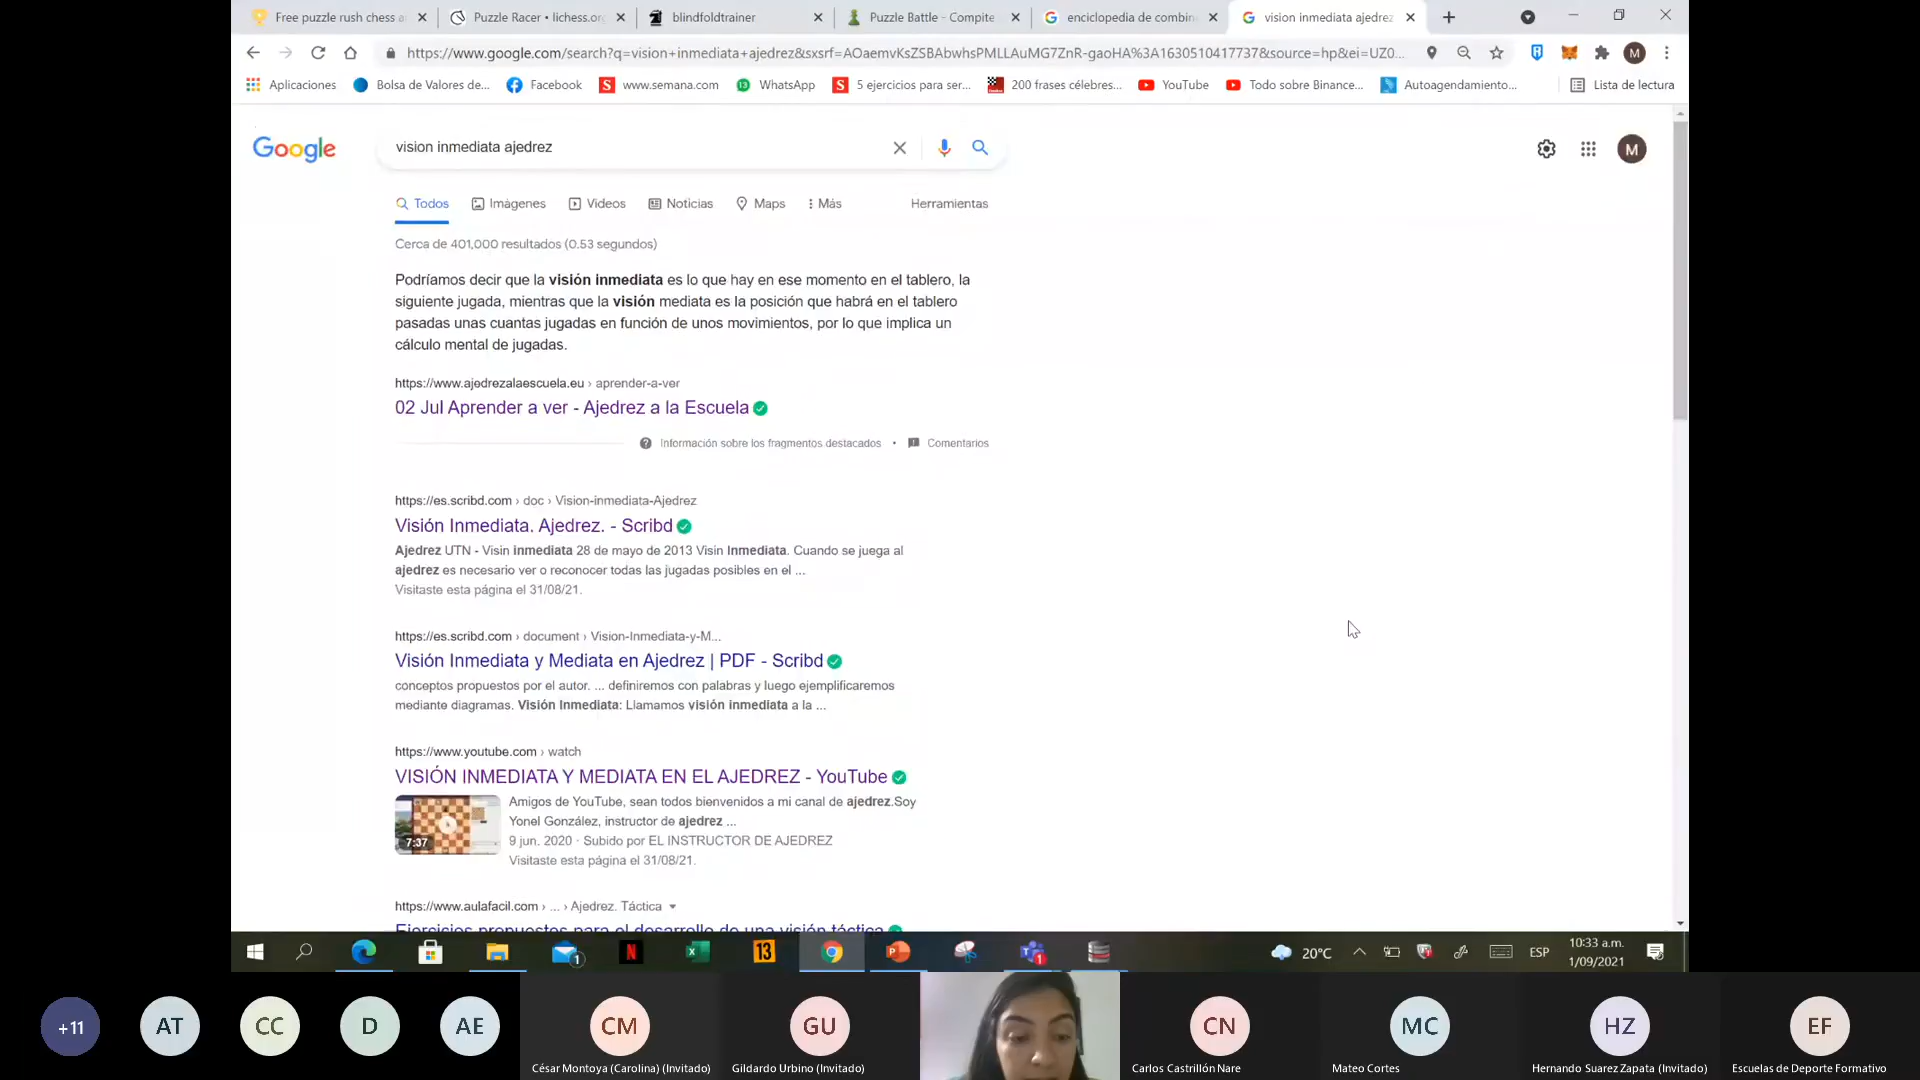 Free puzzle rush chess a
Puzzle Racer • lichess.org
blindfoldtrainer
Puzzle Battle - Compite
enciclopedia de combin
vision inmediata ajedrez
https://www.google.com/search?q=vision+inmediata+ajedrez&sxsrf=AOaemvKsZSBAbwhsPMLLAuMG7ZnR-gaoHA%3A1630510417737&source=hp&ei=UZ0...
M
Aplicaciones
Bolsa de Valores de...
Facebook
www.semana.com
WhatsApp
5 ejercicios para ser...
200 frases célebres...
YouTube
Todo sobre Binance...
Autoagendamiento...
Lista de lectura
Google
vision inmediata ajedrez
M
Todos
Imágenes
Videos
Noticias
Maps
Más
Herramientas
Cerca de 401,000 resultados (0.53 segundos)
Podríamos decir que la visión inmediata es lo que hay en ese momento en el tablero, la
siguiente jugada, mientras que la visión mediata es la posición que habrá en el tablero
pasadas unas cuantas jugadas en función de unos movimientos, por lo que implica un
cálculo mental de jugadas.
https://www.ajedrezalaescuela.eu › aprender-a-ver
02 Jul Aprender a ver - Ajedrez a la Escuela
Información sobre los fragmentos destacados • Comentarios
https://es.scribd.com › doc › Vision-inmediata-Ajedrez
Visión Inmediata. Ajedrez. - Scribd
Ajedrez UTN - Visin inmediata 28 de mayo de 2013 Visin Inmediata. Cuando se juega al
ajedrez es necesario ver o reconocer todas las jugadas posibles en el ...
Visitaste esta página el 31/08/21.
https://es.scribd.com › document › Vision-Inmediata-y-M...
Visión Inmediata y Mediata en Ajedrez | PDF - Scribd
conceptos propuestos por el autor. ... definiremos con palabras y luego ejemplificaremos
mediante diagramas. Visión Inmediata: Llamamos visión inmediata a la ...
https://www.youtube.com › watch
VISIÓN INMEDIATA Y MEDIATA EN EL AJEDREZ - YouTube
7:37
Amigos de YouTube, sean todos bienvenidos a mi canal de ajedrez.Soy
Yonel González, instructor de ajedrez ...
9 jun. 2020 · Subido por EL INSTRUCTOR DE AJEDREZ
Visitaste esta página el 31/08/21.
https://www.aulafacil.com › ... › Ajedrez. Táctica
Ejercicios propuestos para el desarrollo de una visión táctica
1
N
13
1
20°C
ESP
10:33 a.m.
1/09/2021
+11
AT
CC
D
AE
CM
César Montoya (Carolina) (Invitado)
GU
Gildardo Urbino (Invitado)
CN
Carlos Castrillón Nare
MC
Mateo Cortes
HZ
Hernando Suarez Zapata (Invitado)
EF
Escuelas de Deporte Formativo